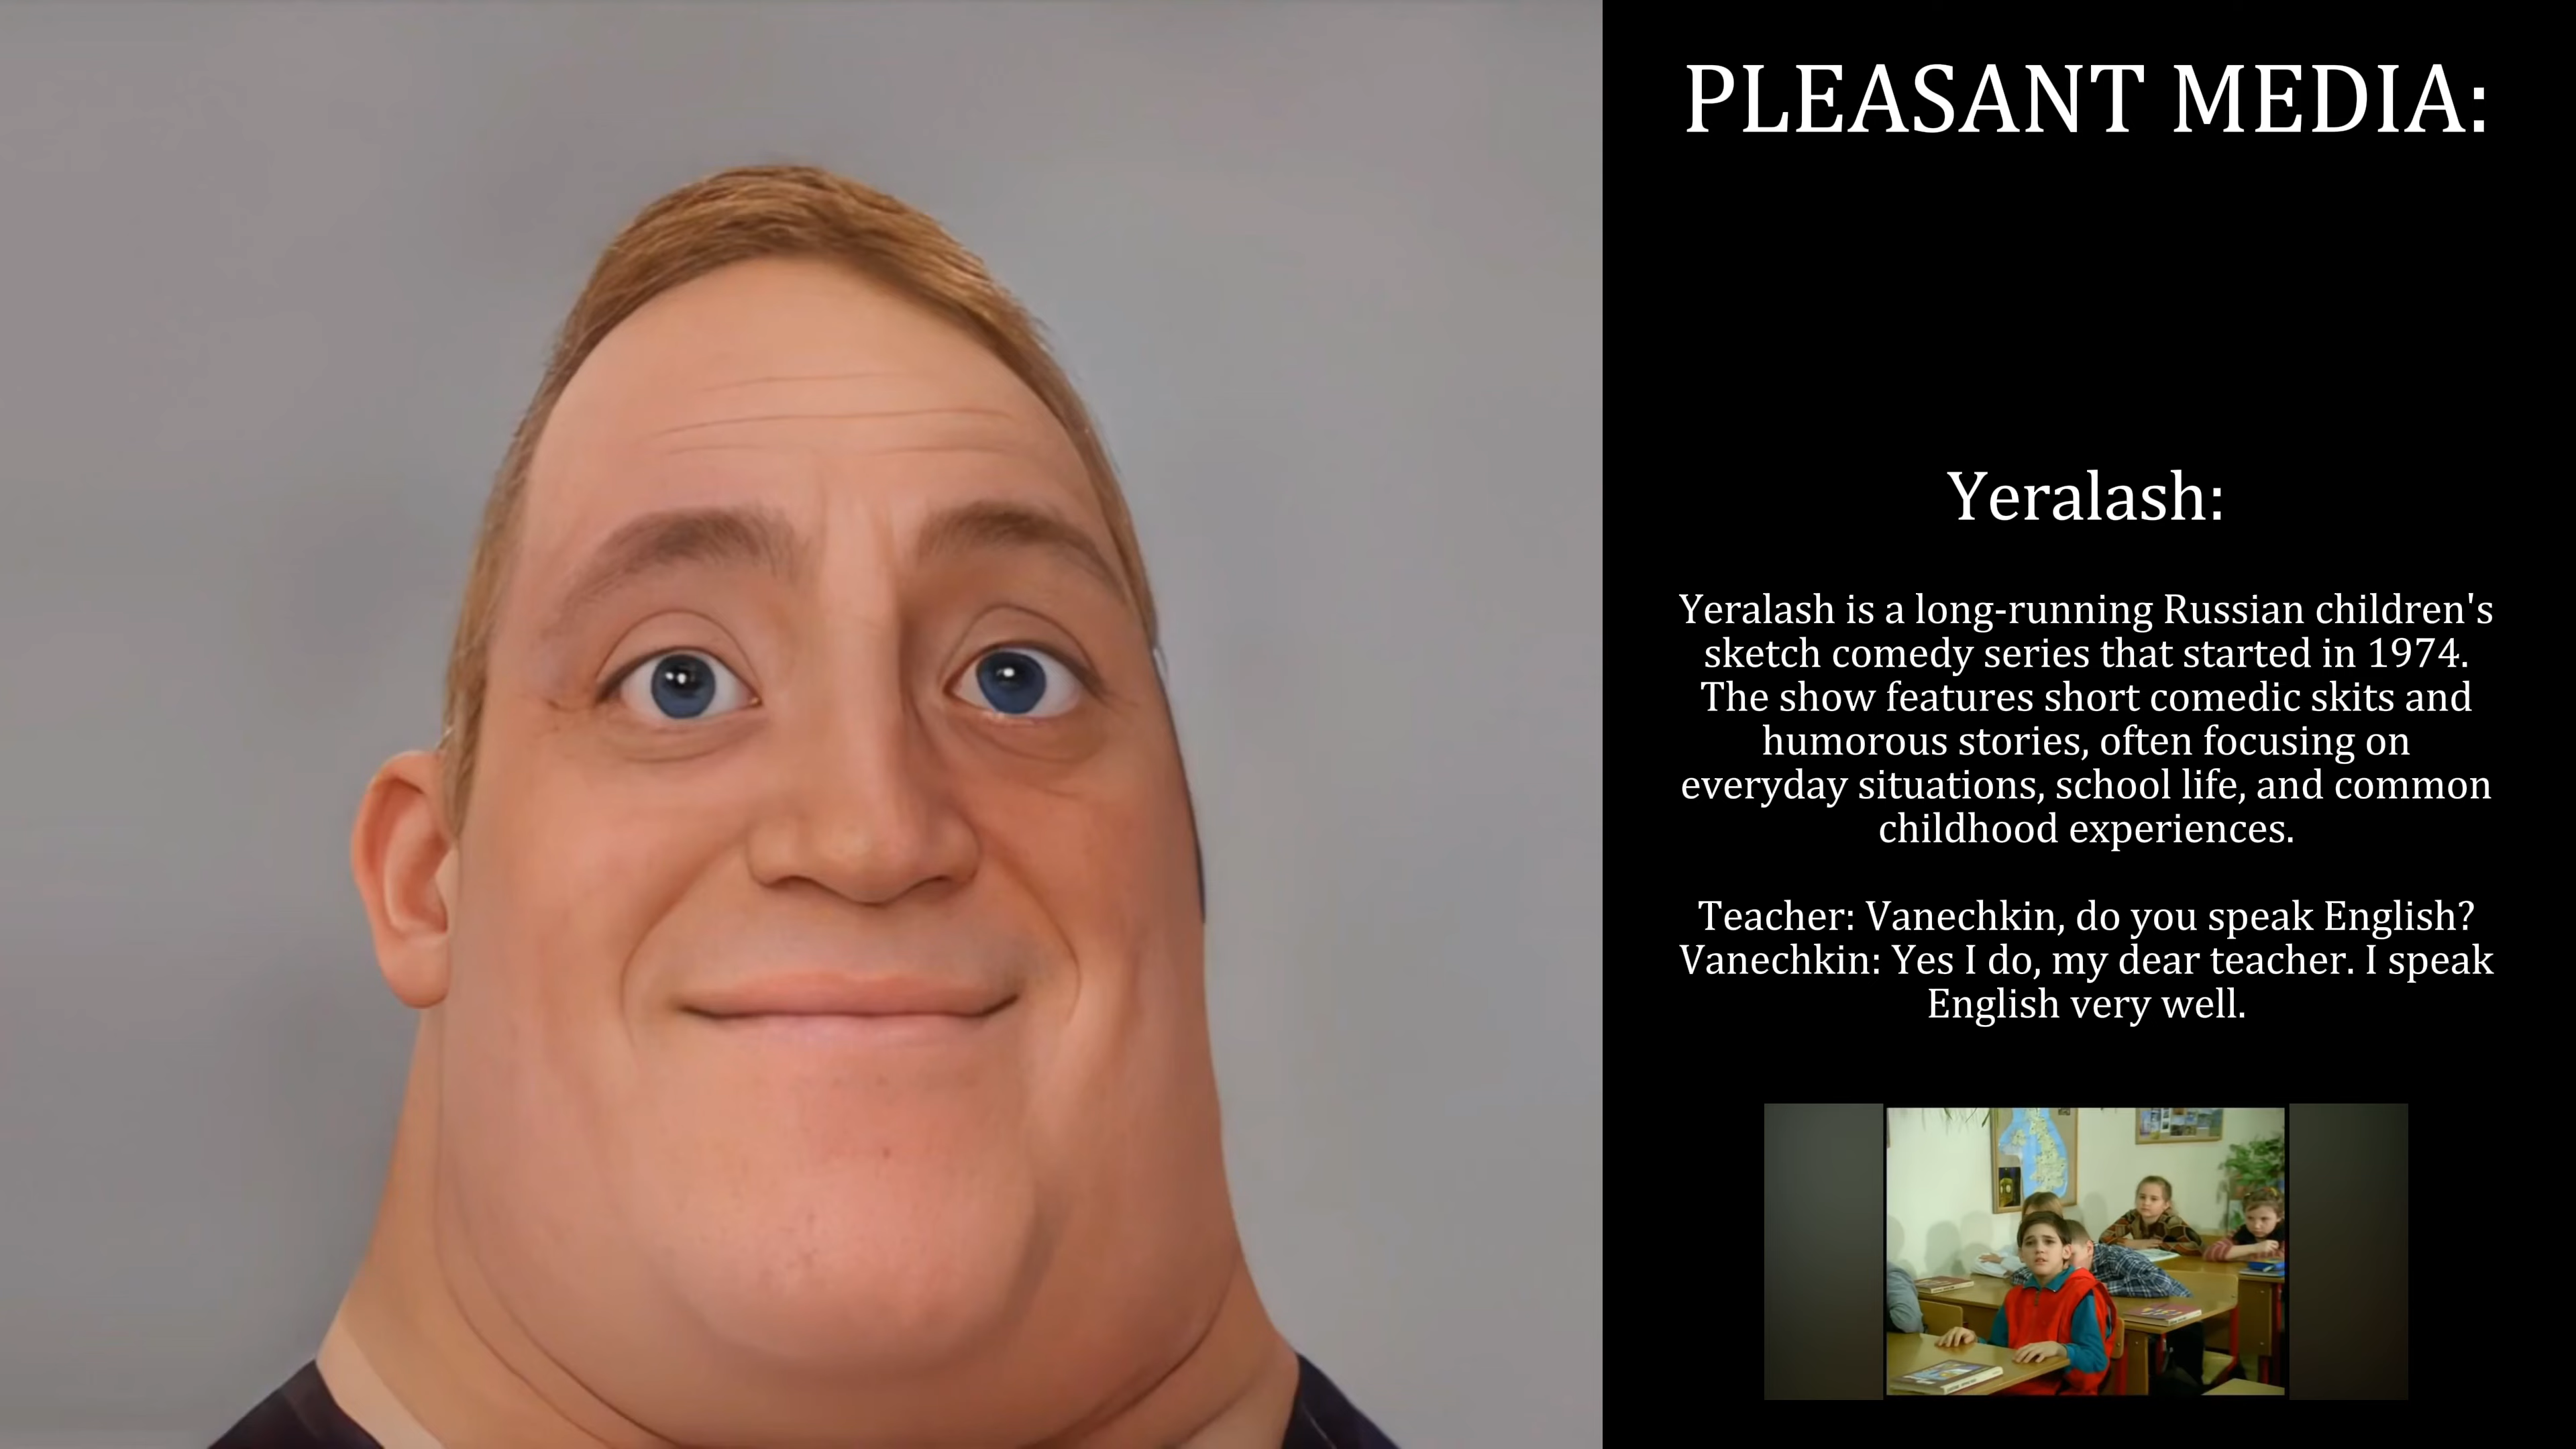 PLEASANT MEDIA:
Yeralash:
Yeralash is a long-running Russian children's
sketch comedy series that started in 1974.
The show features short comedic skits and
humorous stories, often focusing on
everyday situations, school life, and common
childhood experiences.
Teacher: Vanechkin, do you speak English?
Vanechkin: Yes I do, my dear teacher. I speak
English very well.